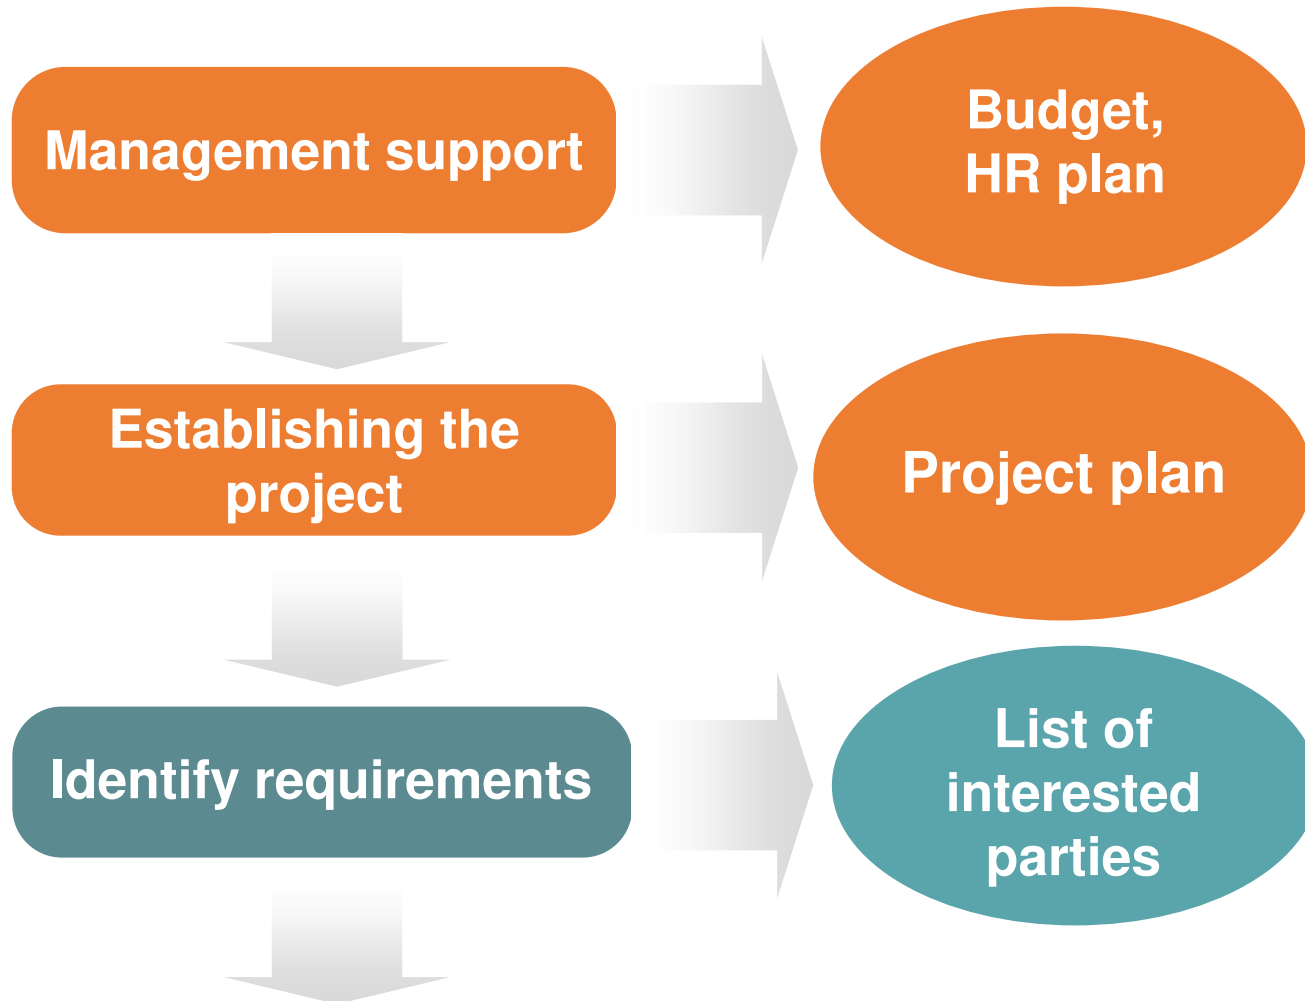 Management support
Budget,
HR plan
Establishing the
project
Project plan
Identify requirements
List of
interested
parties